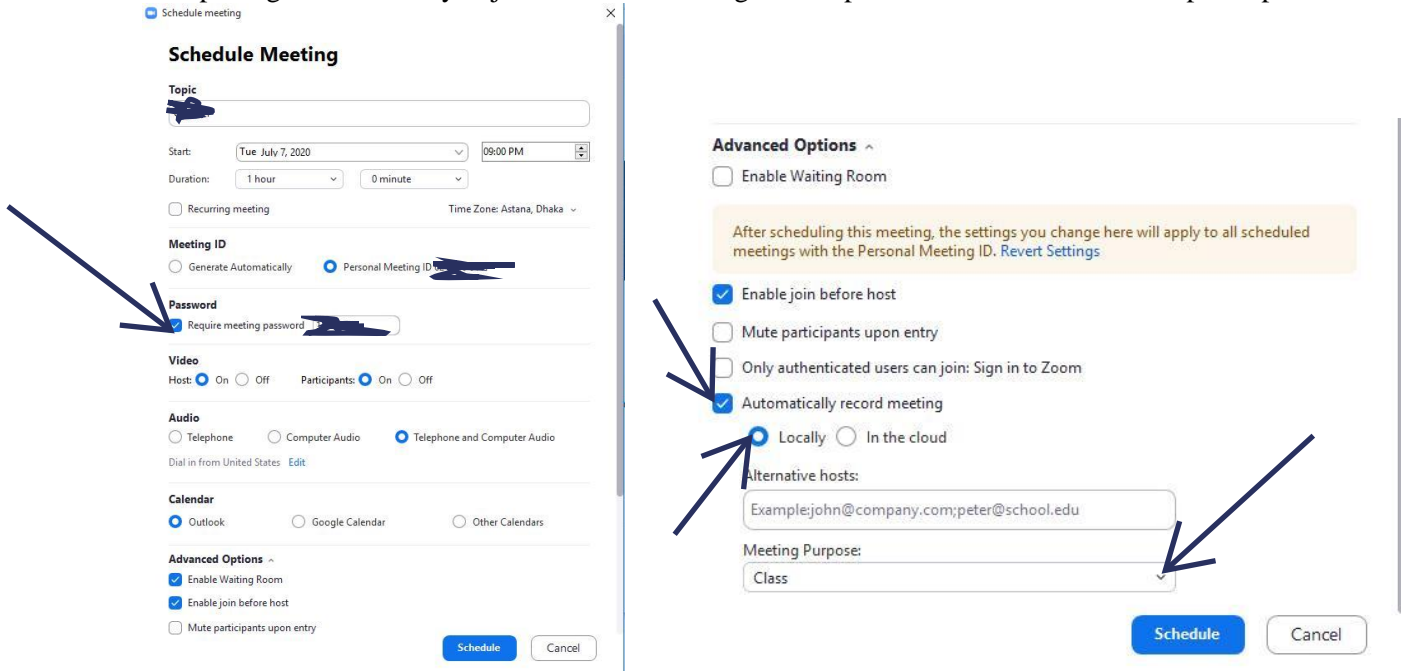 Schedule meeting
Schedule Meeting
Topic
Start: Tue July 7, 2020 09:00 PM
Duration: 1 hour 0 minute
Recurring meeting Time Zone: Astana, Dhaka
Meeting ID
Generate Automatically Personal Meeting ID
Password
Require meeting password
Video
Host: On Off Participants: On Off
Audio
Telephone Computer Audio Telephone and Computer Audio
Dial in from United States Edit
Calendar
Outlook Google Calendar Other Calendars
Advanced Options
Enable Waiting Room
Enable join before host
Mute participants upon entry
Schedule Cancel
Advanced Options
Enable Waiting Room
After scheduling this meeting, the settings you change here will apply to all scheduled
meetings with the Personal Meeting ID. Revert Settings
Enable join before host
Mute participants upon entry
Only authenticated users can join: Sign in to Zoom
Automatically record meeting
Locally In the cloud
Alternative hosts:
Example:john@company.com;peter@school.edu
Meeting Purpose:
Class
Schedule Cancel